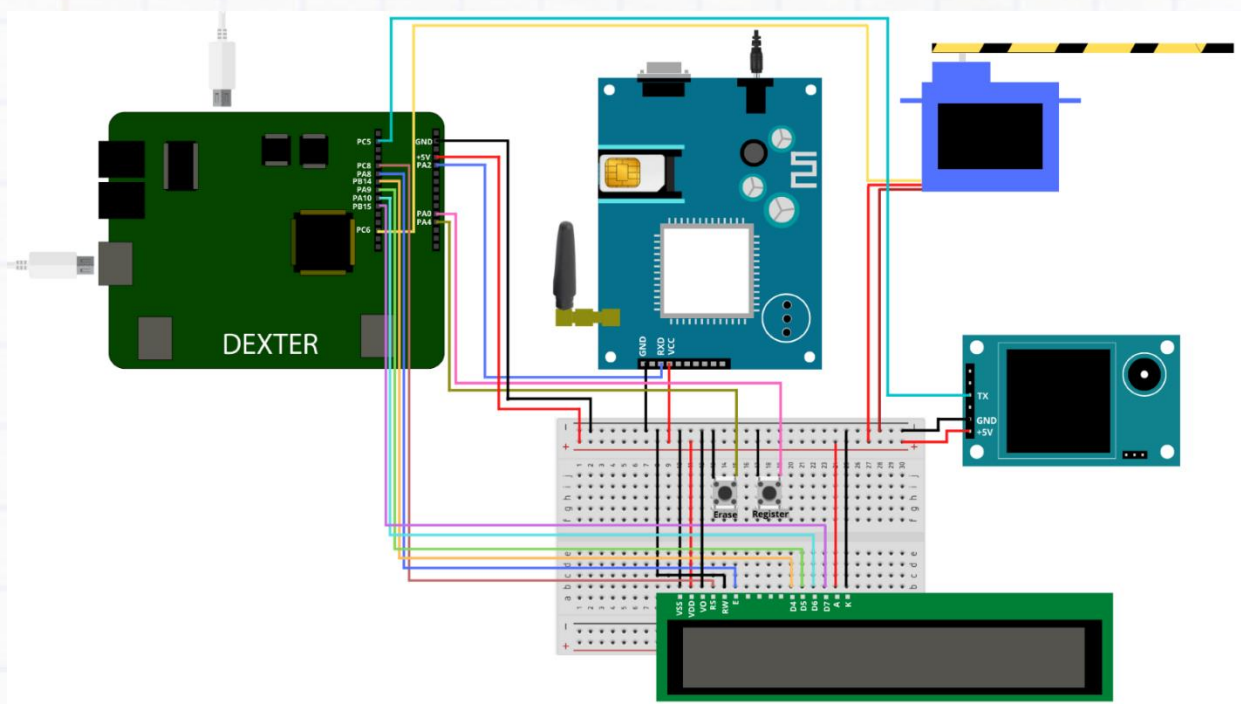 PC5
PC8
PA8
PB14
PA9
PA10
PB15
PC6
GND
+5V
PA2
PA0
PA4
DEXTER
GND
RXD
VCC
TX
GND
+5V
Erase
Register
VSS
VDD
VO
RS
RW
E
D4
D5
D6
D7
A
K